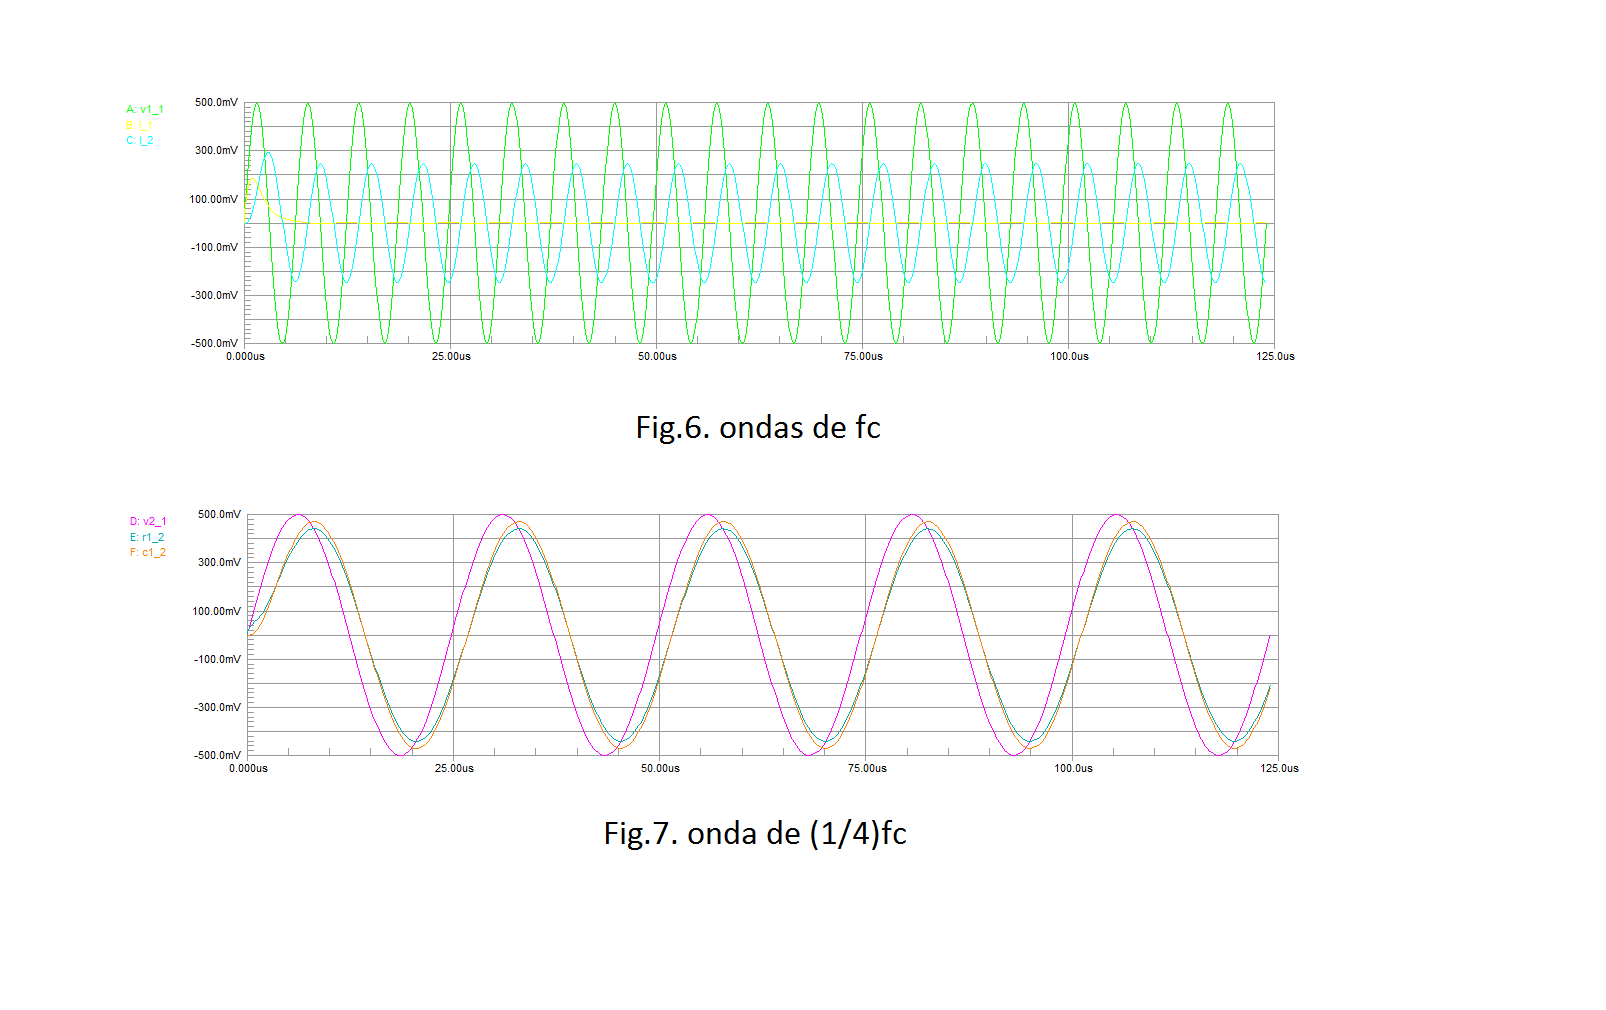 A: v1_1
B: l_1
C: l_2
500.0mV
300.0mV
100.00mV
-100.0mV
-300.0mV
-500.0mV
0.000us 25.00us 50.00us 75.00us 100.0us 125.0us
Fig.6. ondas de fc
D: v2_1
E: r1_2
F: c1_2
500.0mV
300.0mV
100.00mV
-100.0mV
-300.0mV
-500.0mV
0.000us 25.00us 50.00us 75.00us 100.0us 125.0us
Fig.7. onda de (1/4)fc